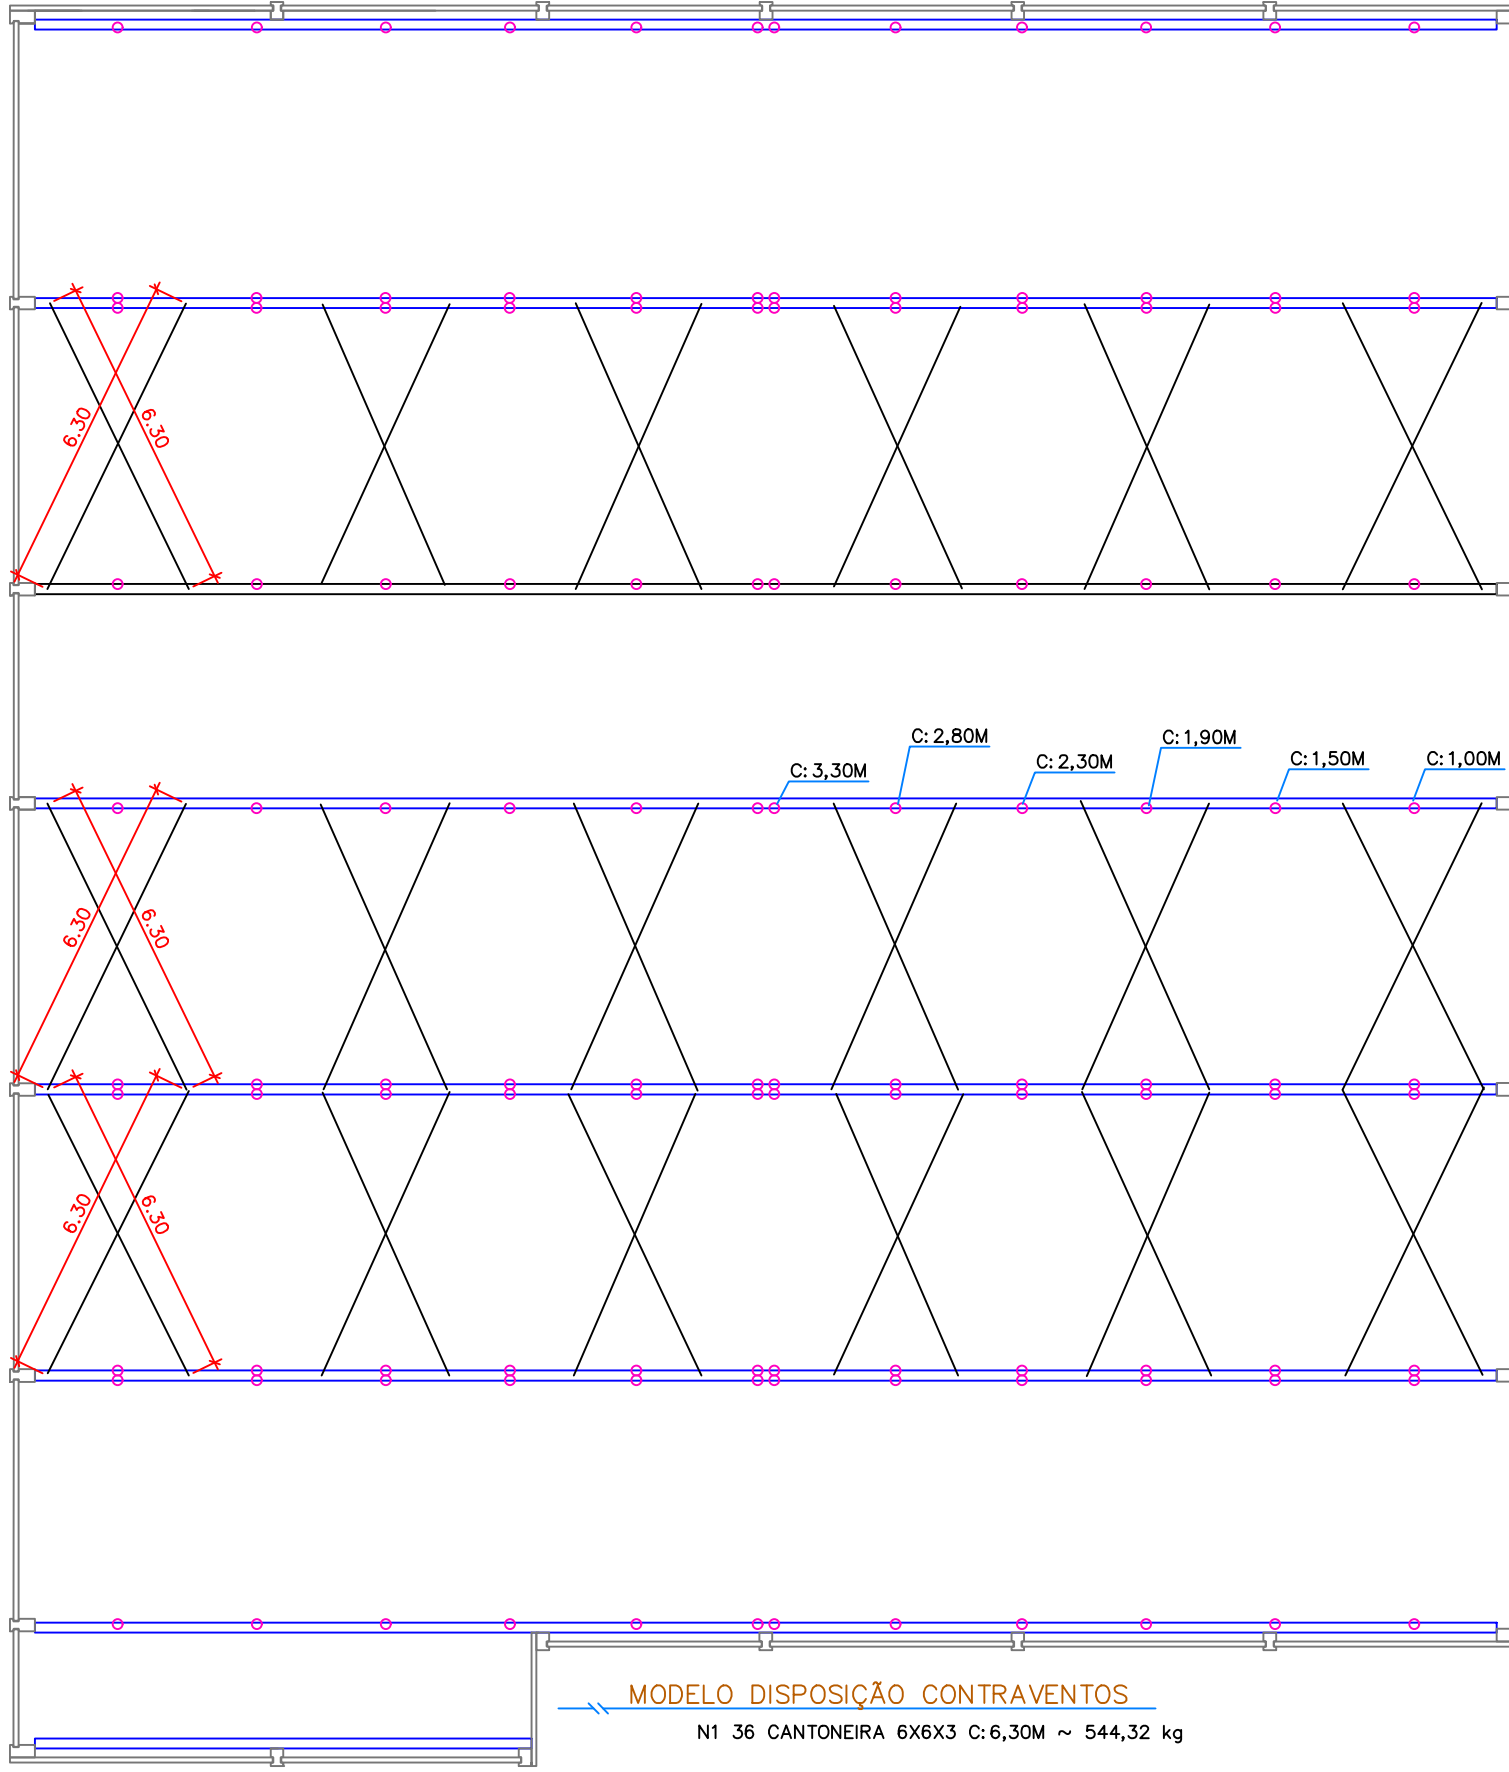 6.30
6.30
C: 2,80M
C: 1,90M
C: 3,30M
C: 2,30M
C: 1,50M
C: 1,00M
6.30
6.30
6.30
6.30
MODELO DISPOSIÇÃO CONTRAVENTOS
N1 36 CANTONEIRA 6X6X3 C: 6,30M ~ 544,32 kg